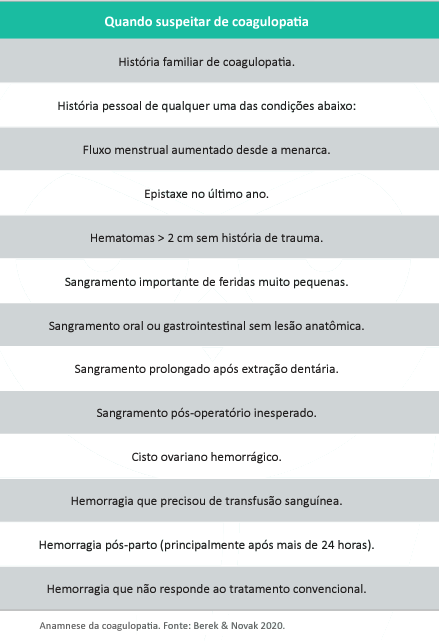 Quando suspeitar de coagulopatia
História familiar de coagulopatia.
História pessoal de qualquer uma das condições abaixo:
Fluxo menstrual aumentado desde a menarca.
Epistaxe no último ano.
Hematomas > 2 cm sem história de trauma.
Sangramento importante de feridas muito pequenas.
Sangramento oral ou gastrointestinal sem lesão anatômica.
Sangramento prolongado após extração dentária.
Sangramento pós-operatório inesperado.
Cisto ovariano hemorrágico.
Hemorragia que precisou de transfusão sanguínea.
Hemorragia pós-parto (principalmente após mais de 24 horas).
Hemorragia que não responde ao tratamento convencional.
Anamnese da coagulopatia. Fonte: Berek & Novak 2020.